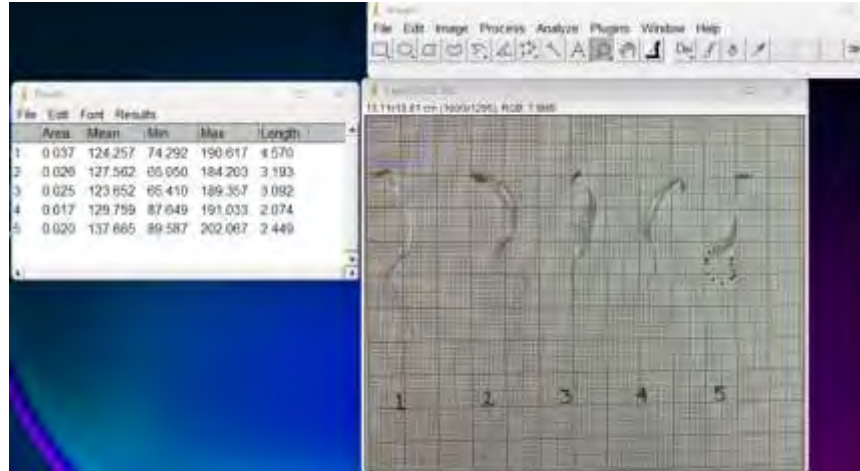 File Edit Image Process Analyze Plugins Window Help
File Edit Font Results
Area Mean Min Max Length
1 0.037 124.257 74.292 190.617 4.570
2 0.026 127.562 65.050 184.203 3.193
3 0.025 123.652 65.410 189.357 3.092
4 0.017 129.759 87.649 191.033 2.074
5 0.020 137.665 89.587 202.067 2.449
1 2 3 4 5